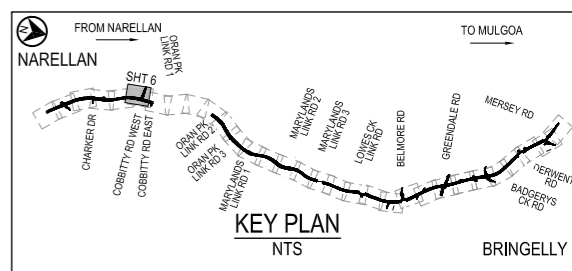 FROM NARELLAN
TO MULGOA
NARELLAN
ORAN PK
LINK RD 1
SHT 6
CHARKER DR
COBBITTY RD WEST
COBBITTY RD EAST
ORAN PK
LINK RD 2
ORAN PK
LINK RD 3
MARYLANDS
LINK RD 1
MARYLANDS
LINK RD 2
MARYLANDS
LINK RD 3
LOWES CK
LINK RD
BELMORE RD
GREENDALE RD
MERSEY RD
DERWENT
RD
BADGERYS
CK RD
KEY PLAN
NTS
BRINGELLY